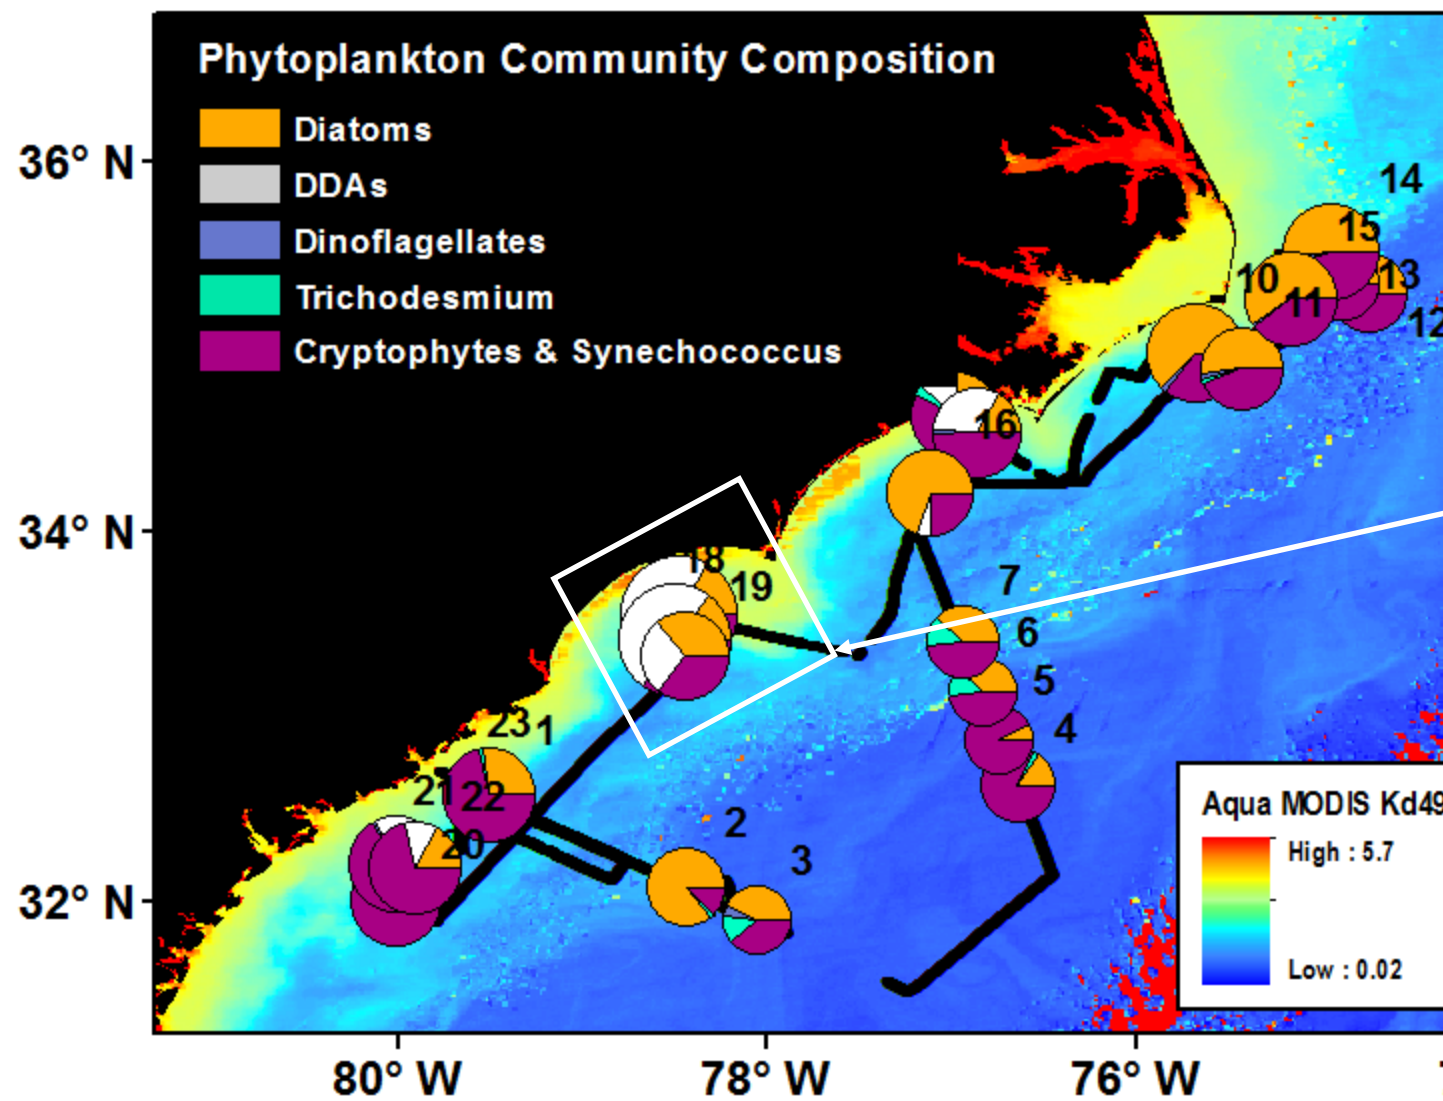 Phytoplankton Community Composition
Diatoms
DDAs
Dinoflagellates
Trichodesmium
Cryptophytes & Synechococcus
36° N
34° N
32° N
14
15
10
13
11
12
16
18
19
7
6
5
4
23
1
21
22
20
2
3
Aqua MODIS Kd49
High : 5.7
Low : 0.02
80° W
78° W
76° W